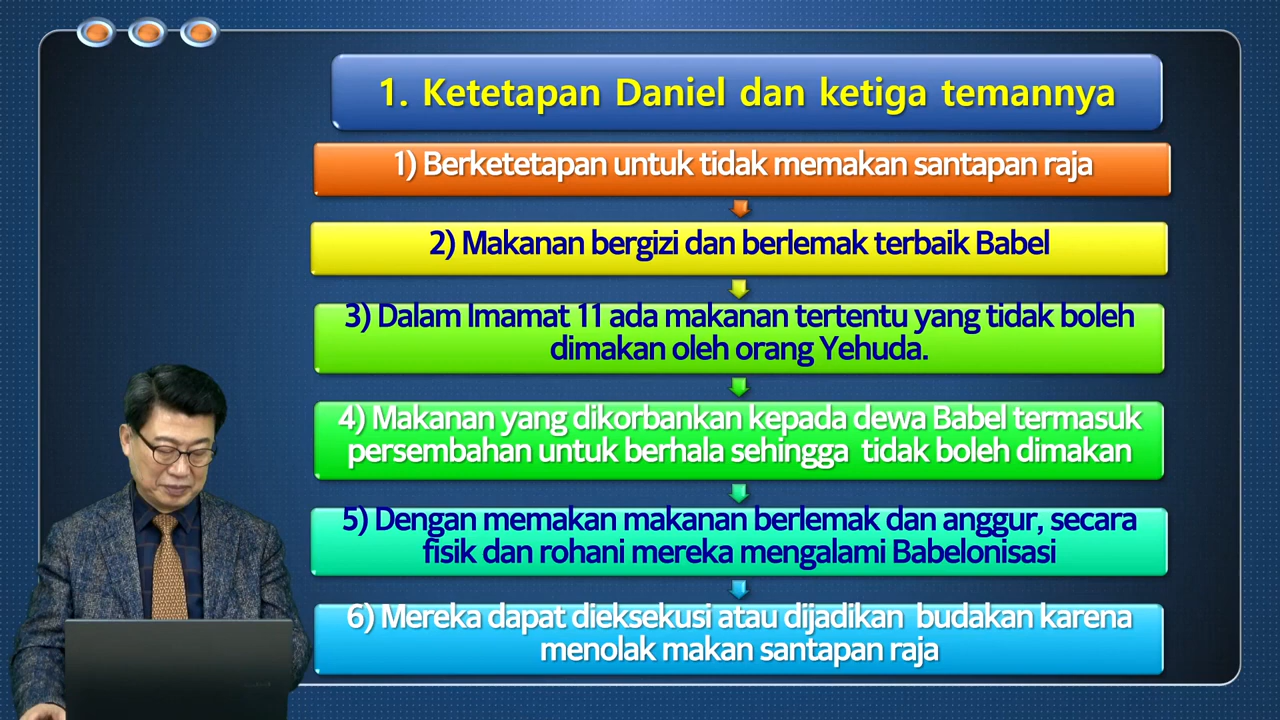 1. Ketetapan Daniel dan ketiga temannya
1) Berketetapan untuk tidak memakan santapan raja
2) Makanan bergizi dan berlemak terbaik Babel
3) Dalam Imamat 11 ada makanan tertentu yang tidak boleh
dimakan oleh orang Yehuda.
4) Makanan yang dikorbankan kepada dewa Babel termasuk
persembahan untuk berhala sehingga tidak boleh dimakan
5) Dengan memakan makanan berlemak dan anggur, secara
fisik dan rohani mereka mengalami Babelonisasi
6) Mereka dapat dieksekusi atau dijadikan budakan karena
menolak makan santapan raja